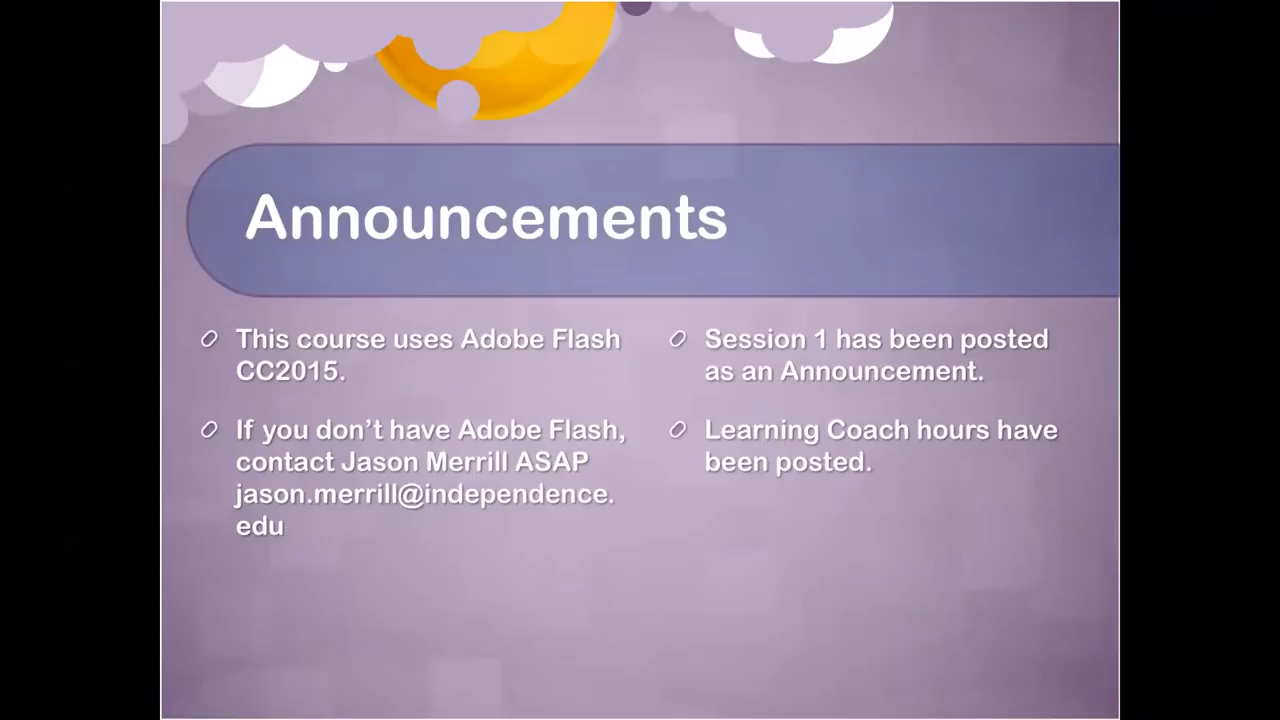 Announcements
This course uses Adobe Flash
CC2015.
If you don’t have Adobe Flash,
contact Jason Merrill ASAP
jason.merrill@independence.
edu
Session 1 has been posted
as an Announcement.
Learning Coach hours have
been posted.